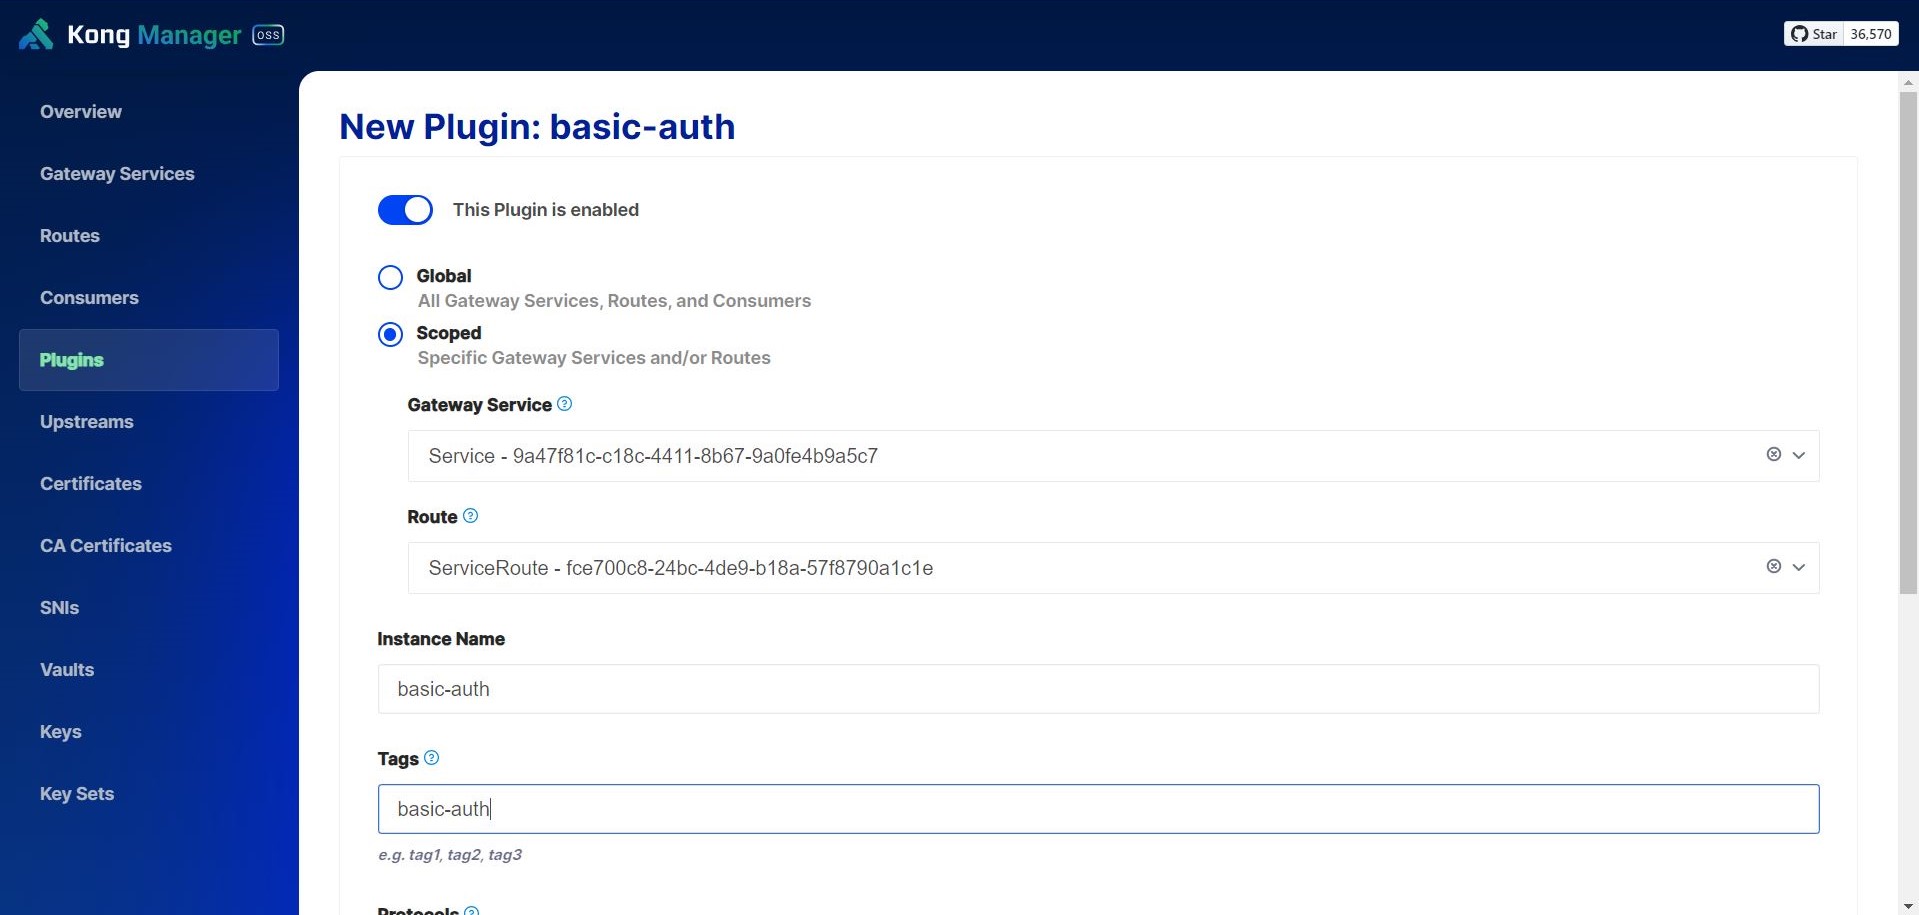 Kong Manager OSS
Star 36,570
Overview
Gateway Services
Routes
Consumers
Plugins
Upstreams
Certificates
CA Certificates
SNIs
Vaults
Keys
Key Sets
New Plugin: basic-auth
This Plugin is enabled
Global
All Gateway Services, Routes, and Consumers
Scoped
Specific Gateway Services and/or Routes
Gateway Service ?
Service - 9a47f81c-c18c-4411-8b67-9a0fe4b9a5c7
Route ?
ServiceRoute - fce700c8-24bc-4de9-b18a-57f8790a1c1e
Instance Name
basic-auth
Tags ?
basic-auth
e.g. tag1, tag2, tag3
Protocols ?